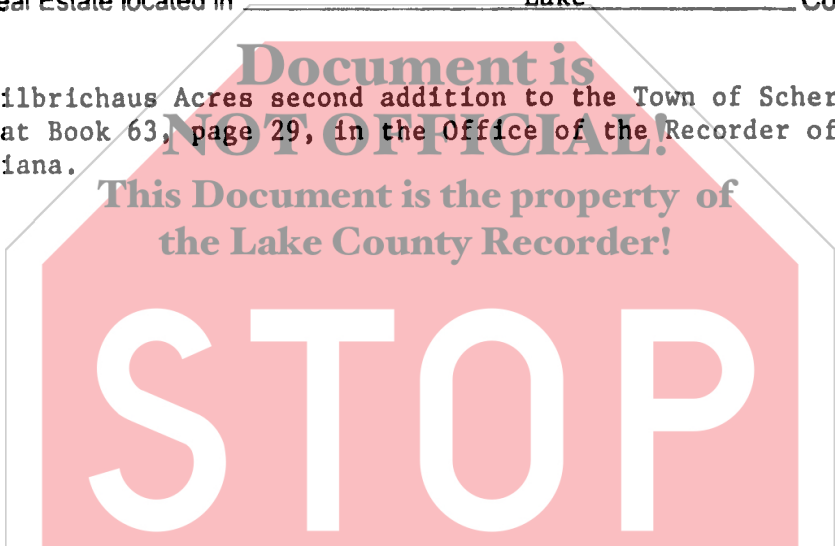 eal Estate located in Lake Co
Document is
ilbrichaus Acres second addition to the Town of Scher
at Book 63, page 29, in the Office of the Recorder of
NOT OFFICIAL!
iana.
This Document is the property of
the Lake County Recorder!
STOP